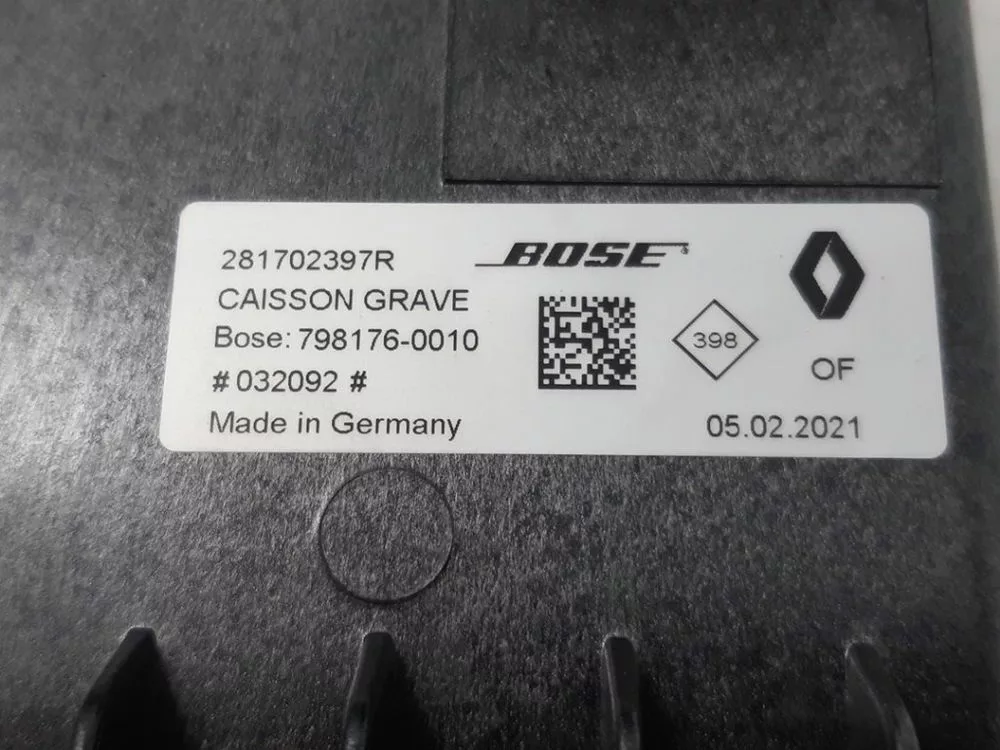 281702397R
BOSE
CAISSON GRAVE
Bose: 798176-0010
398
# 032092 #
OF
Made in Germany
05.02.2021